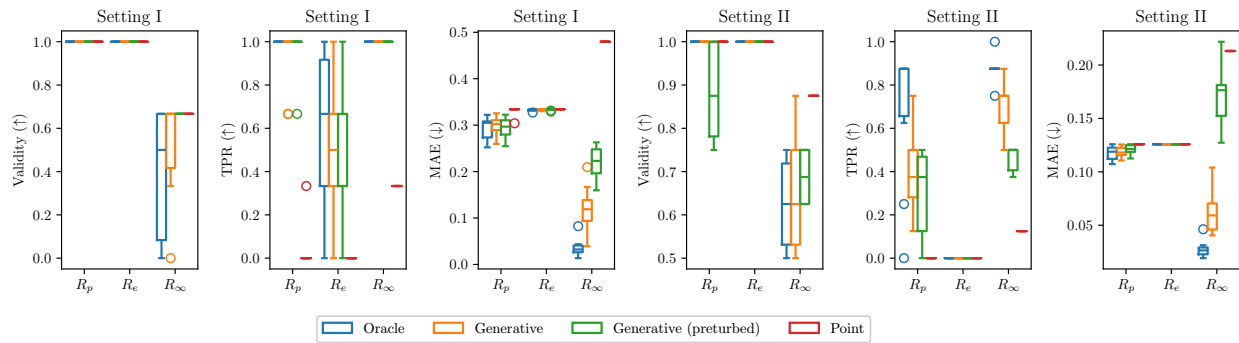 Setting I
Validity (↑)
1.0
0.8
0.6
0.4
0.2
0.0
R_p R_e R_∞
Setting I
TPR (↑)
1.0
0.8
0.6
0.4
0.2
0.0
R_p R_e R_∞
Setting I
MAE (↓)
0.5
0.4
0.3
0.2
0.1
0.0
R_p R_e R_∞
Setting II
Validity (↑)
1.0
0.9
0.8
0.7
0.6
0.5
R_p R_e R_∞
Setting II
TPR (↑)
1.0
0.8
0.6
0.4
0.2
0.0
R_p R_e R_∞
Setting II
MAE (↓)
0.20
0.15
0.10
0.05
R_p R_e R_∞
Oracle Generative Generative (preturbed) Point